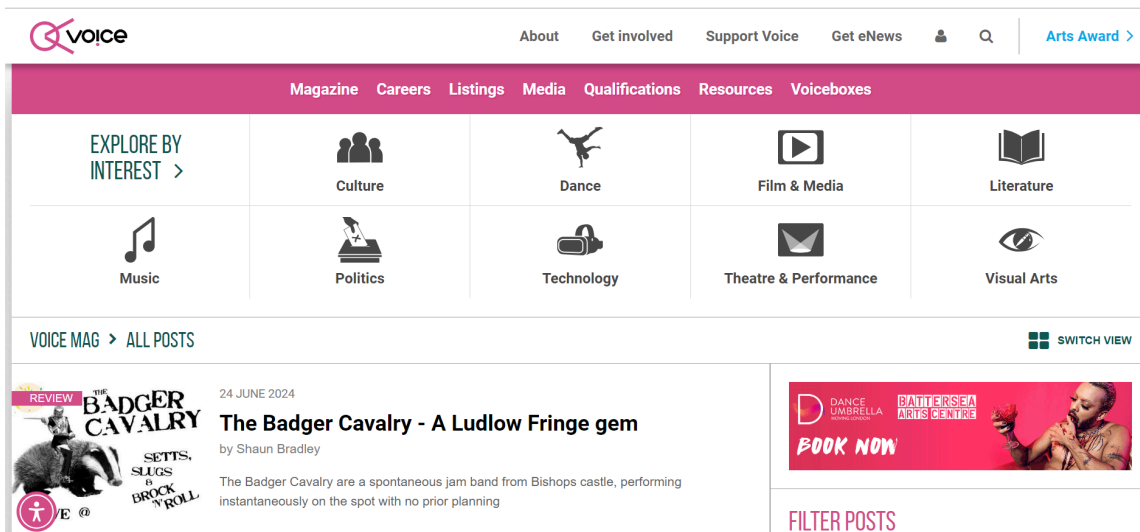 voice
About Get involved Support Voice Get eNews Arts Award >
Magazine Careers Listings Media Qualifications Resources Voiceboxes
EXPLORE BY
INTEREST >
Culture Dance Film & Media Literature
Music Politics Technology Theatre & Performance Visual Arts
VOICE MAG > ALL POSTS
SWITCH VIEW
REVIEW
THE
BADGER
CAVALRY
SETTS,
SLUGS
&
BROCK
'N'ROLL
VE @
24 JUNE 2024
The Badger Cavalry - A Ludlow Fringe gem
by Shaun Bradley
The Badger Cavalry are a spontaneous jam band from Bishops castle, performing
instantaneously on the spot with no prior planning
D DANCE
UMBRELLA
MOVING LONDON
BATTERSEA
ARTS CENTRE
BOOK NOW
FILTER POSTS